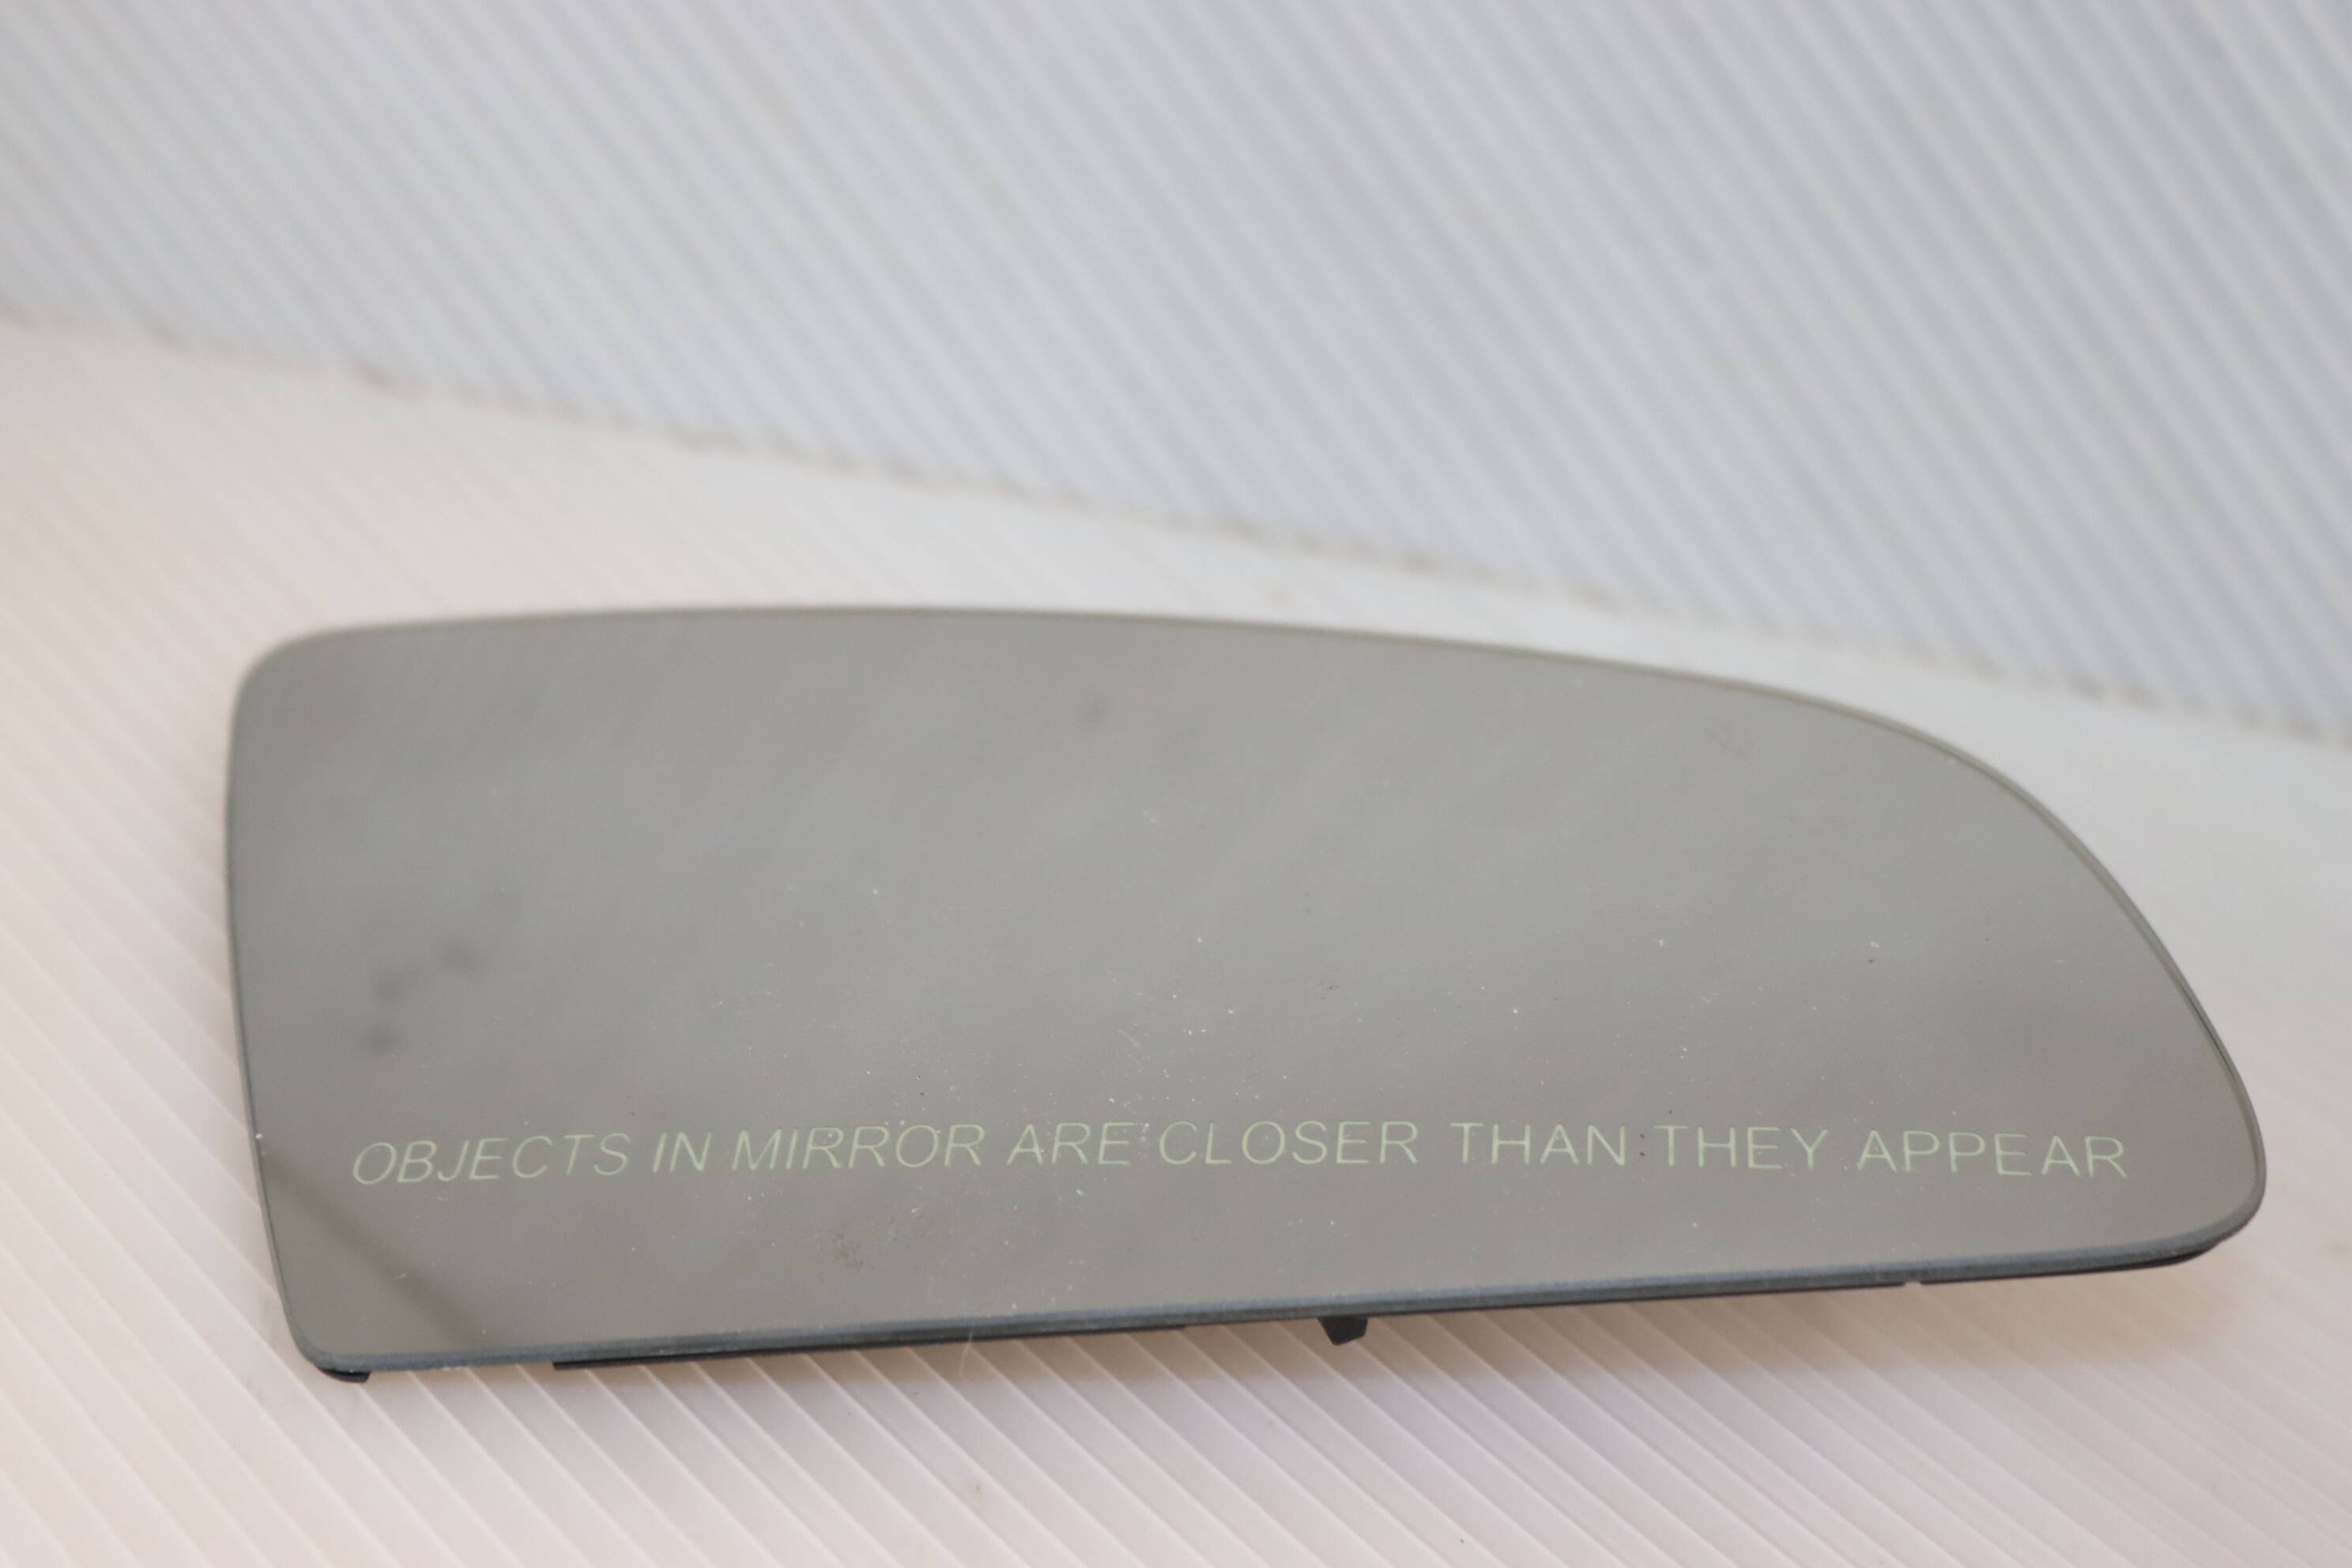 OBJECTS IN MIRROR ARE CLOSER THAN THEY APPEAR